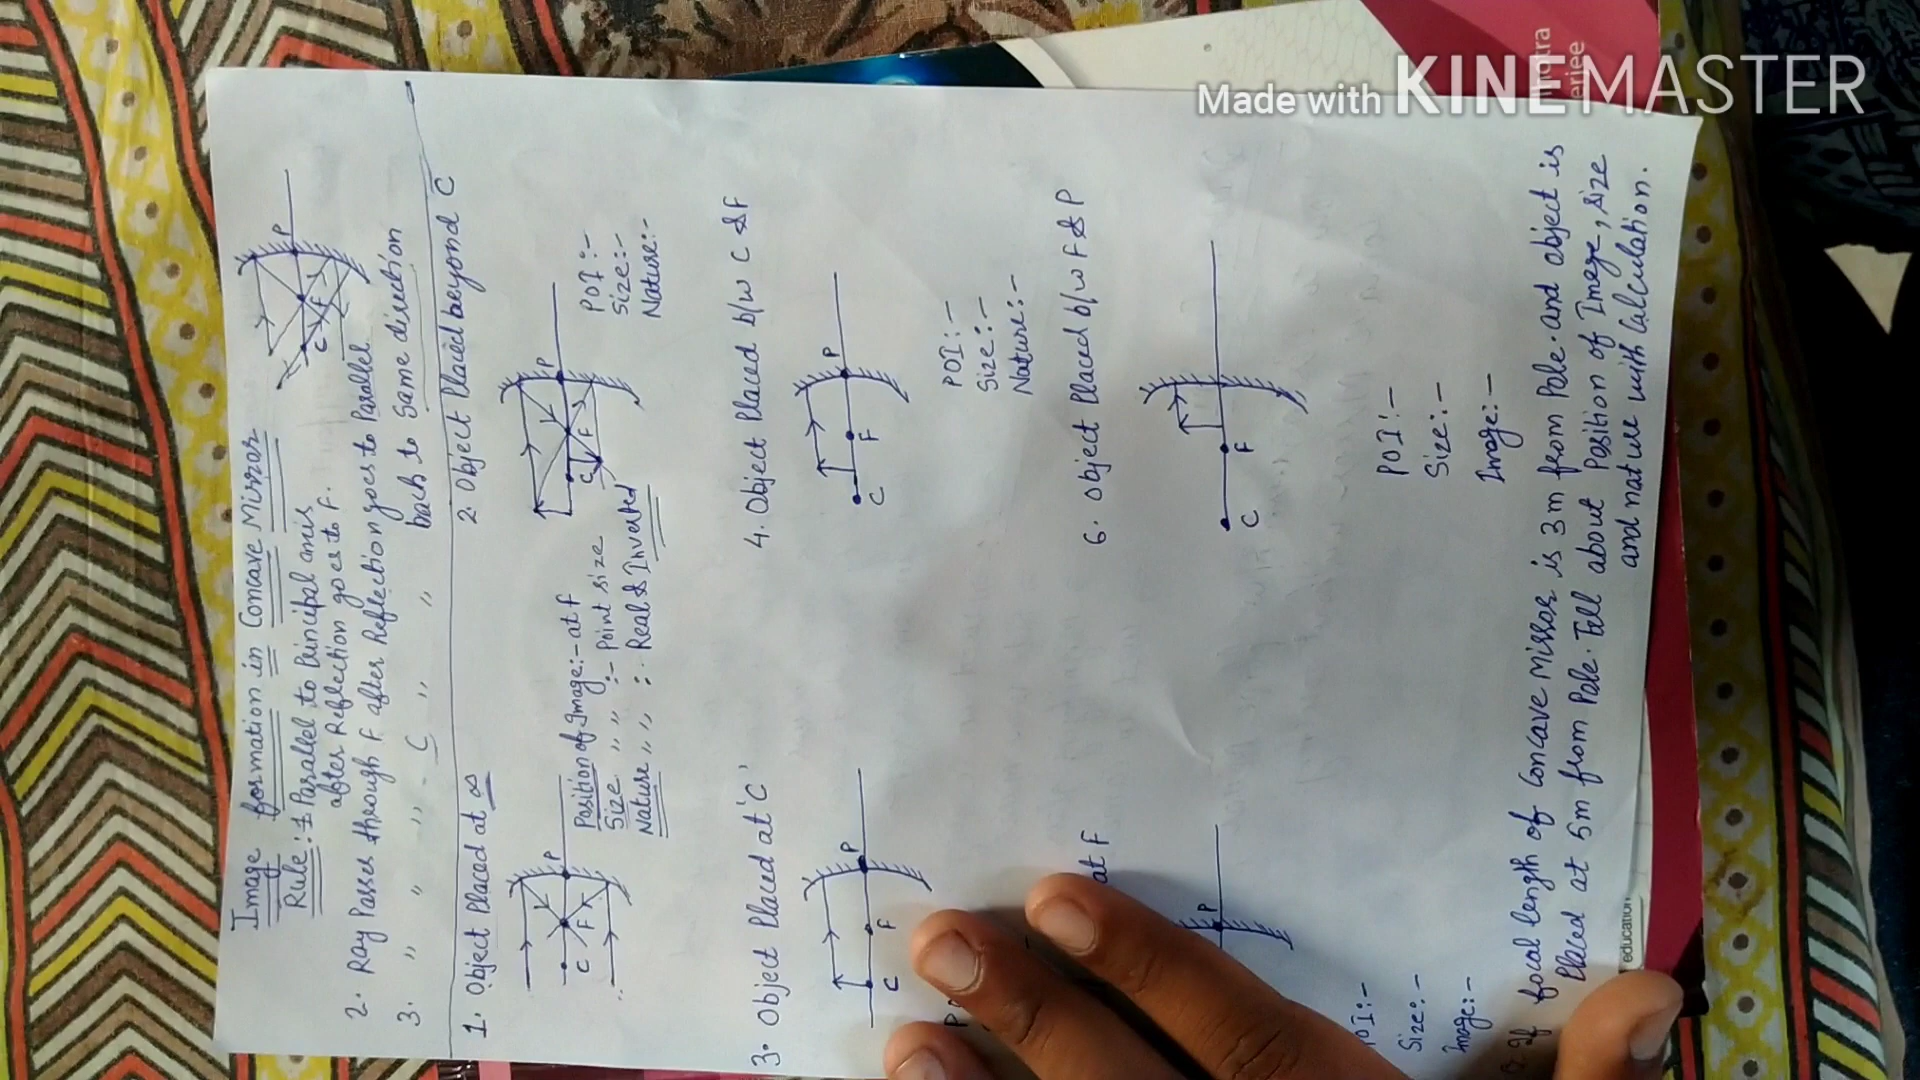 Made with KINEMASTER
Image formation in Concave Mirror
Rule:- 1 Parallel to Principal axis
after Reflection goes to F.
2. Ray Passes through F after Reflection goes to Parallel.
3. " " " C " " back to Same direction
C F P
1. Object Placed at ∞
C F P
Position of Image:- at F
Size " " :- Point size
Nature " " :- Real & Inverted
2. Object Placed beyond C
C F P
POI:-
Size:-
Nature:-
3. Object Placed at 'C'
C F P
4. Object Placed b/w C & F
C F P
POI:-
Size:-
Nature:-
at F
P
POI:-
Size:-
Image:-
6. Object Placed b/w F & P
C F
POI:-
Size:-
Image:-
Q. If focal length of Concave Mirror is 3m from Pole. and object is
Placed at 5m from Pole. Tell about Position of Image, size
and nature with Calculation.
education